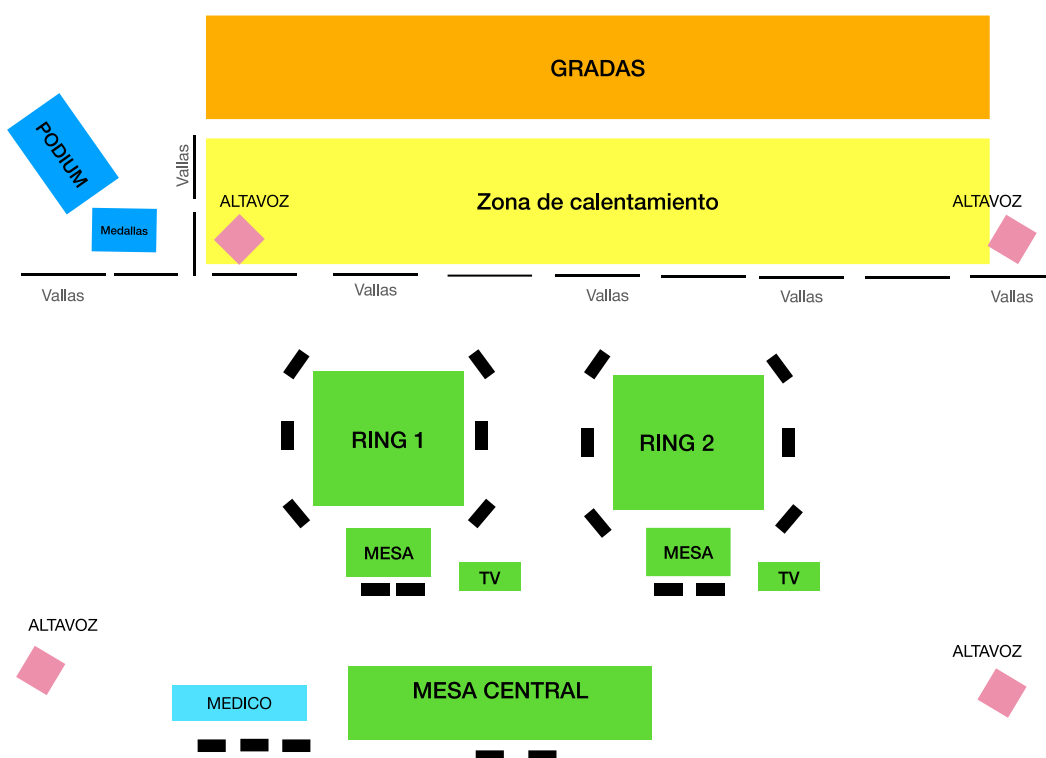 GRADAS
PODIUM
Vallas
ALTAVOZ
Zona de calentamiento
ALTAVOZ
Medallas
Vallas
Vallas
Vallas
Vallas
Vallas
RING 1
RING 2
MESA
TV
MESA
TV
ALTAVOZ
ALTAVOZ
MEDICO
MESA CENTRAL